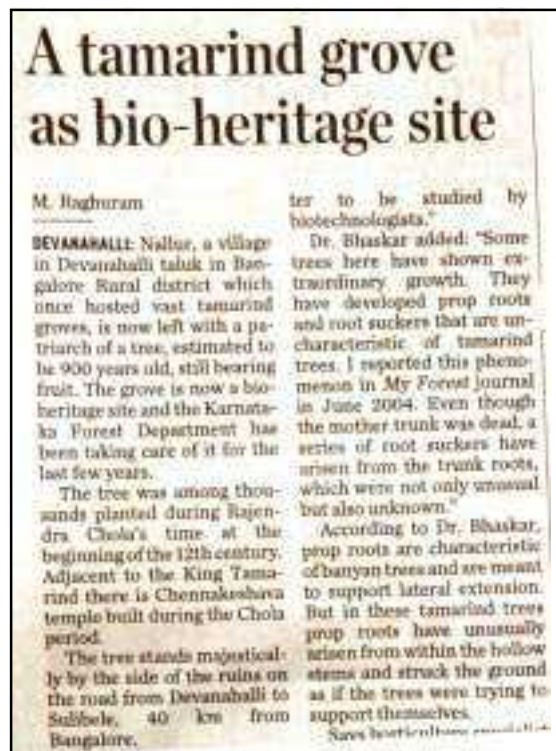 A tamarind grove
as bio-heritage site
M. Raghuram
DEVANAHALLI: Nallur, a village
in Devanahalli taluk in Ban-
galore Rural district which
once hosted vast tamarind
groves, is now left with a pa-
triarch of a tree, estimated to
be 900 years old, still bearing
fruit. The grove is now a bio-
heritage site and the Karnata-
ka Forest Department has
been taking care of it for the
last few years.
The tree was among thou-
sands planted during Rajen-
dra Chola's time at the
beginning of the 12th century.
Adjacent to the King Tama-
rind there is Chennakeshava
temple built during the Chola
period.
The tree stands majestical-
ly by the side of the ruins on
the road from Devanahalli to
Sulibele, 40 km from
Bangalore.
ter to be studied by
biotechnologists."
Dr. Bhaskar added: "Some
trees here have shown ex-
traordinary growth. They
have developed prop roots
and root suckers that are un-
characteristic of tamarind
trees. I reported this pheno-
menon in My Forest journal
in June 2004. Even though
the mother trunk was dead, a
series of root suckers have
arisen from the trunk roots,
which were not only unusual
but also unknown."
According to Dr. Bhaskar,
prop roots are characteristic
of banyan trees and are meant
to support lateral extension.
But in these tamarind trees
prop roots have unusually
arisen from within the hollow
stems and struck the ground
as if the trees were trying to
support themselves.
Says horticulture